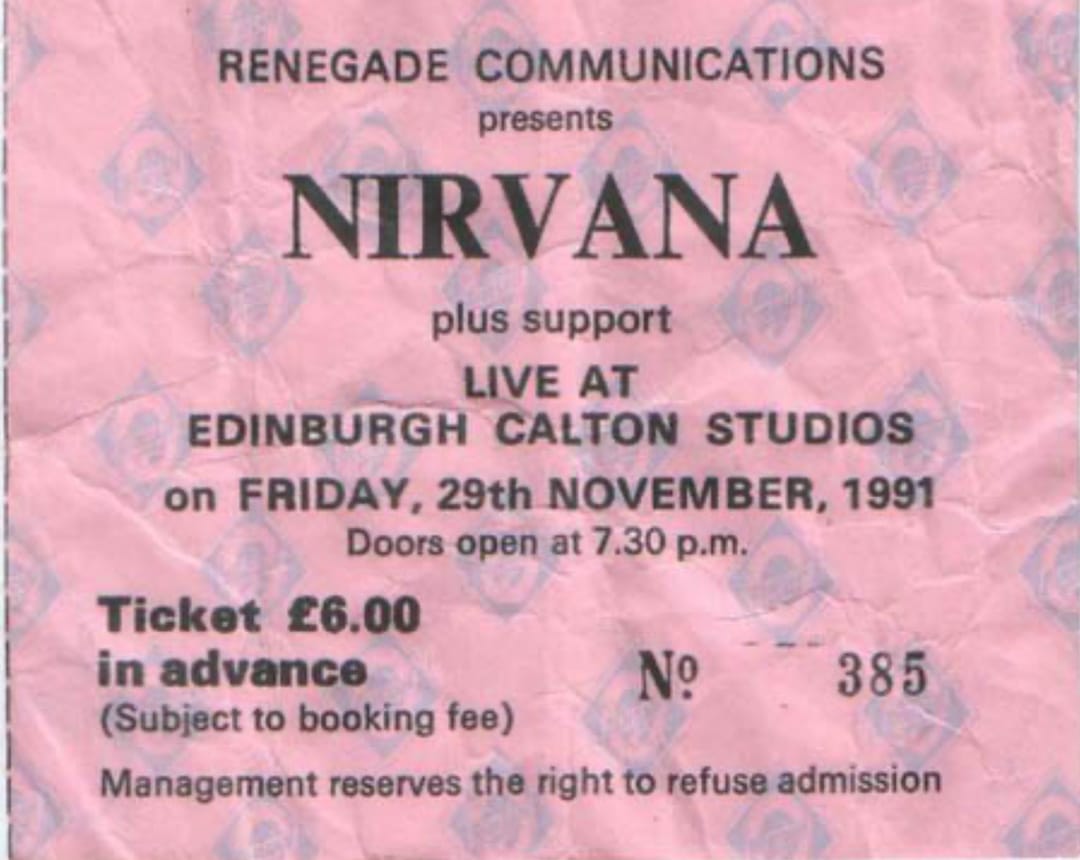 RENEGADE COMMUNICATIONS
presents
NIRVANA
plus support
LIVE AT
EDINBURGH CALTON STUDIOS
on FRIDAY, 29th NOVEMBER, 1991
Doors open at 7.30 p.m.
Ticket £6.00
in advance
(Subject to booking fee)
Nº 385
Management reserves the right to refuse admission